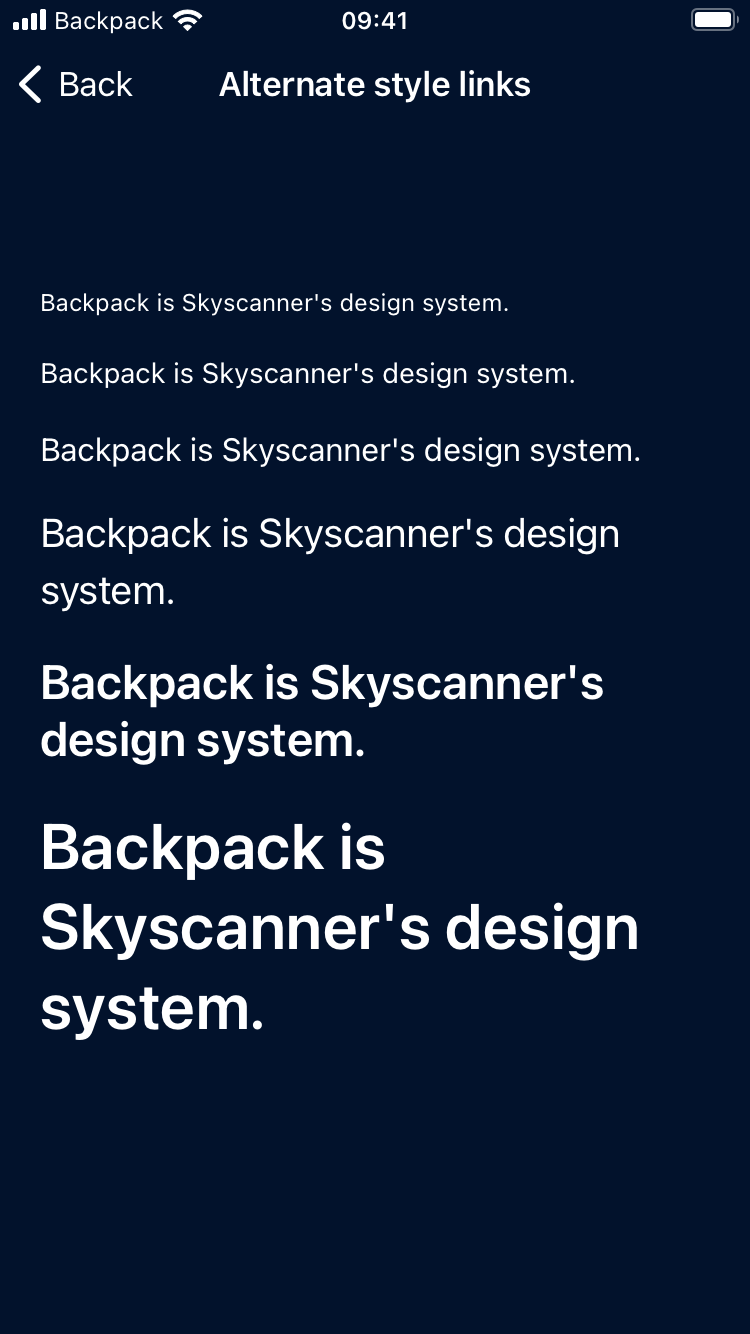 Backpack 09:41
Back Alternate style links
Backpack is Skyscanner's design system.
Backpack is Skyscanner's design system.
Backpack is Skyscanner's design system.
Backpack is Skyscanner's design
system.
Backpack is Skyscanner's
design system.
Backpack is
Skyscanner's design
system.